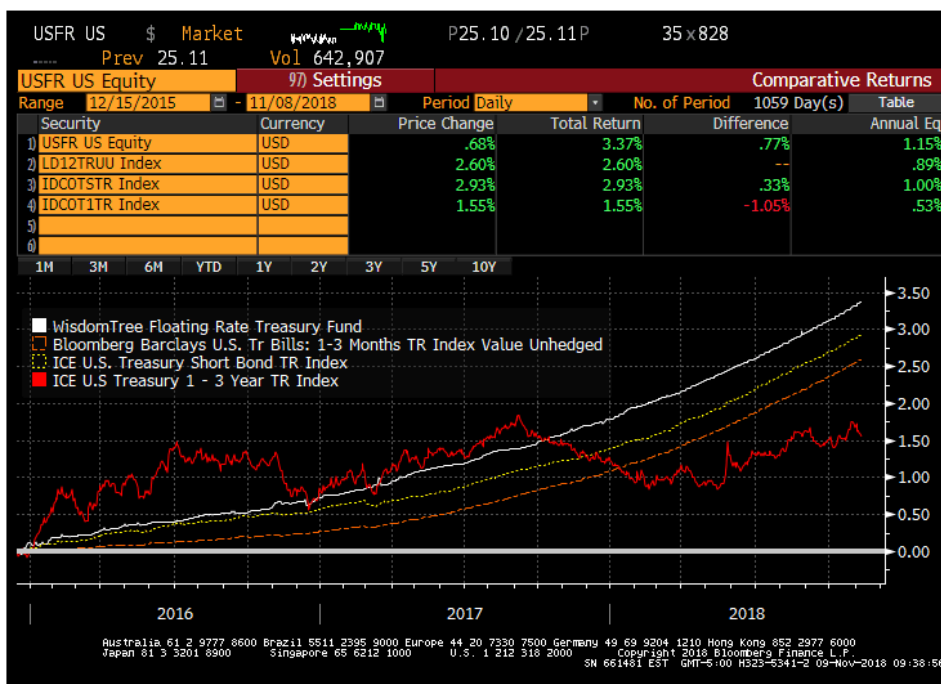 USFR US $ Market P25.10/25.11P 35x828
Prev 25.11 Vol 642,907
USFR US Equity 97) Settings Comparative Returns
Range 12/15/2015 - 11/08/2018 Period Daily No. of Period 1059 Day(s) Table
Security Currency Price Change Total Return Difference Annual Eq
1) USFR US Equity USD .68% 3.37% .77% 1.15%
2) LD12TRUU Index USD 2.60% 2.60% -- .89%
3) IDCOTSTR Index USD 2.93% 2.93% .33% 1.00%
4) IDCOT1TR Index USD 1.55% 1.55% -1.05% .53%
5)
6)
1M 3M 6M YTD 1Y 2Y 3Y 5Y 10Y
WisdomTree Floating Rate Treasury Fund
Bloomberg Barclays U.S. Tr Bills: 1-3 Months TR Index Value Unhedged
ICE U.S. Treasury Short Bond TR Index
ICE U.S Treasury 1 - 3 Year TR Index
3.50
3.00
2.50
2.00
1.50
1.00
0.50
0.00
2016 2017 2018
Australia 61 2 9777 8600 Brazil 5511 2395 9000 Europe 44 20 7330 7500 Germany 49 69 9204 1210 Hong Kong 852 2977 6000
Japan 81 3 3201 8900 Singapore 65 6212 1000 U.S. 1 212 318 2000 Copyright 2018 Bloomberg Finance L.P.
SN 661481 EST GMT-5:00 H323-5341-2 09-Nov-2018 09:38:56